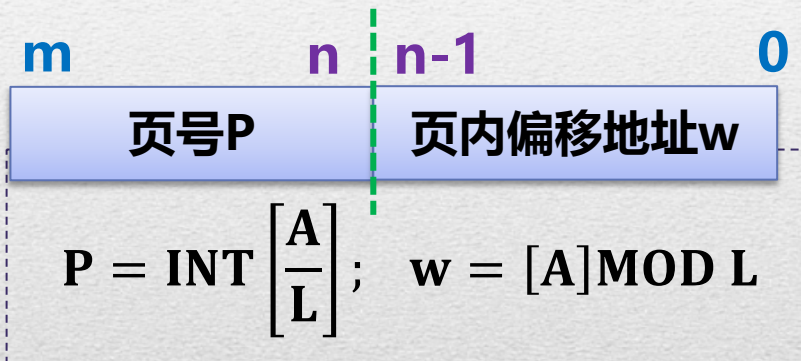 m n n-1 0
页号P 页内偏移地址w
P = INT [A/L] ; w = [A]MOD L